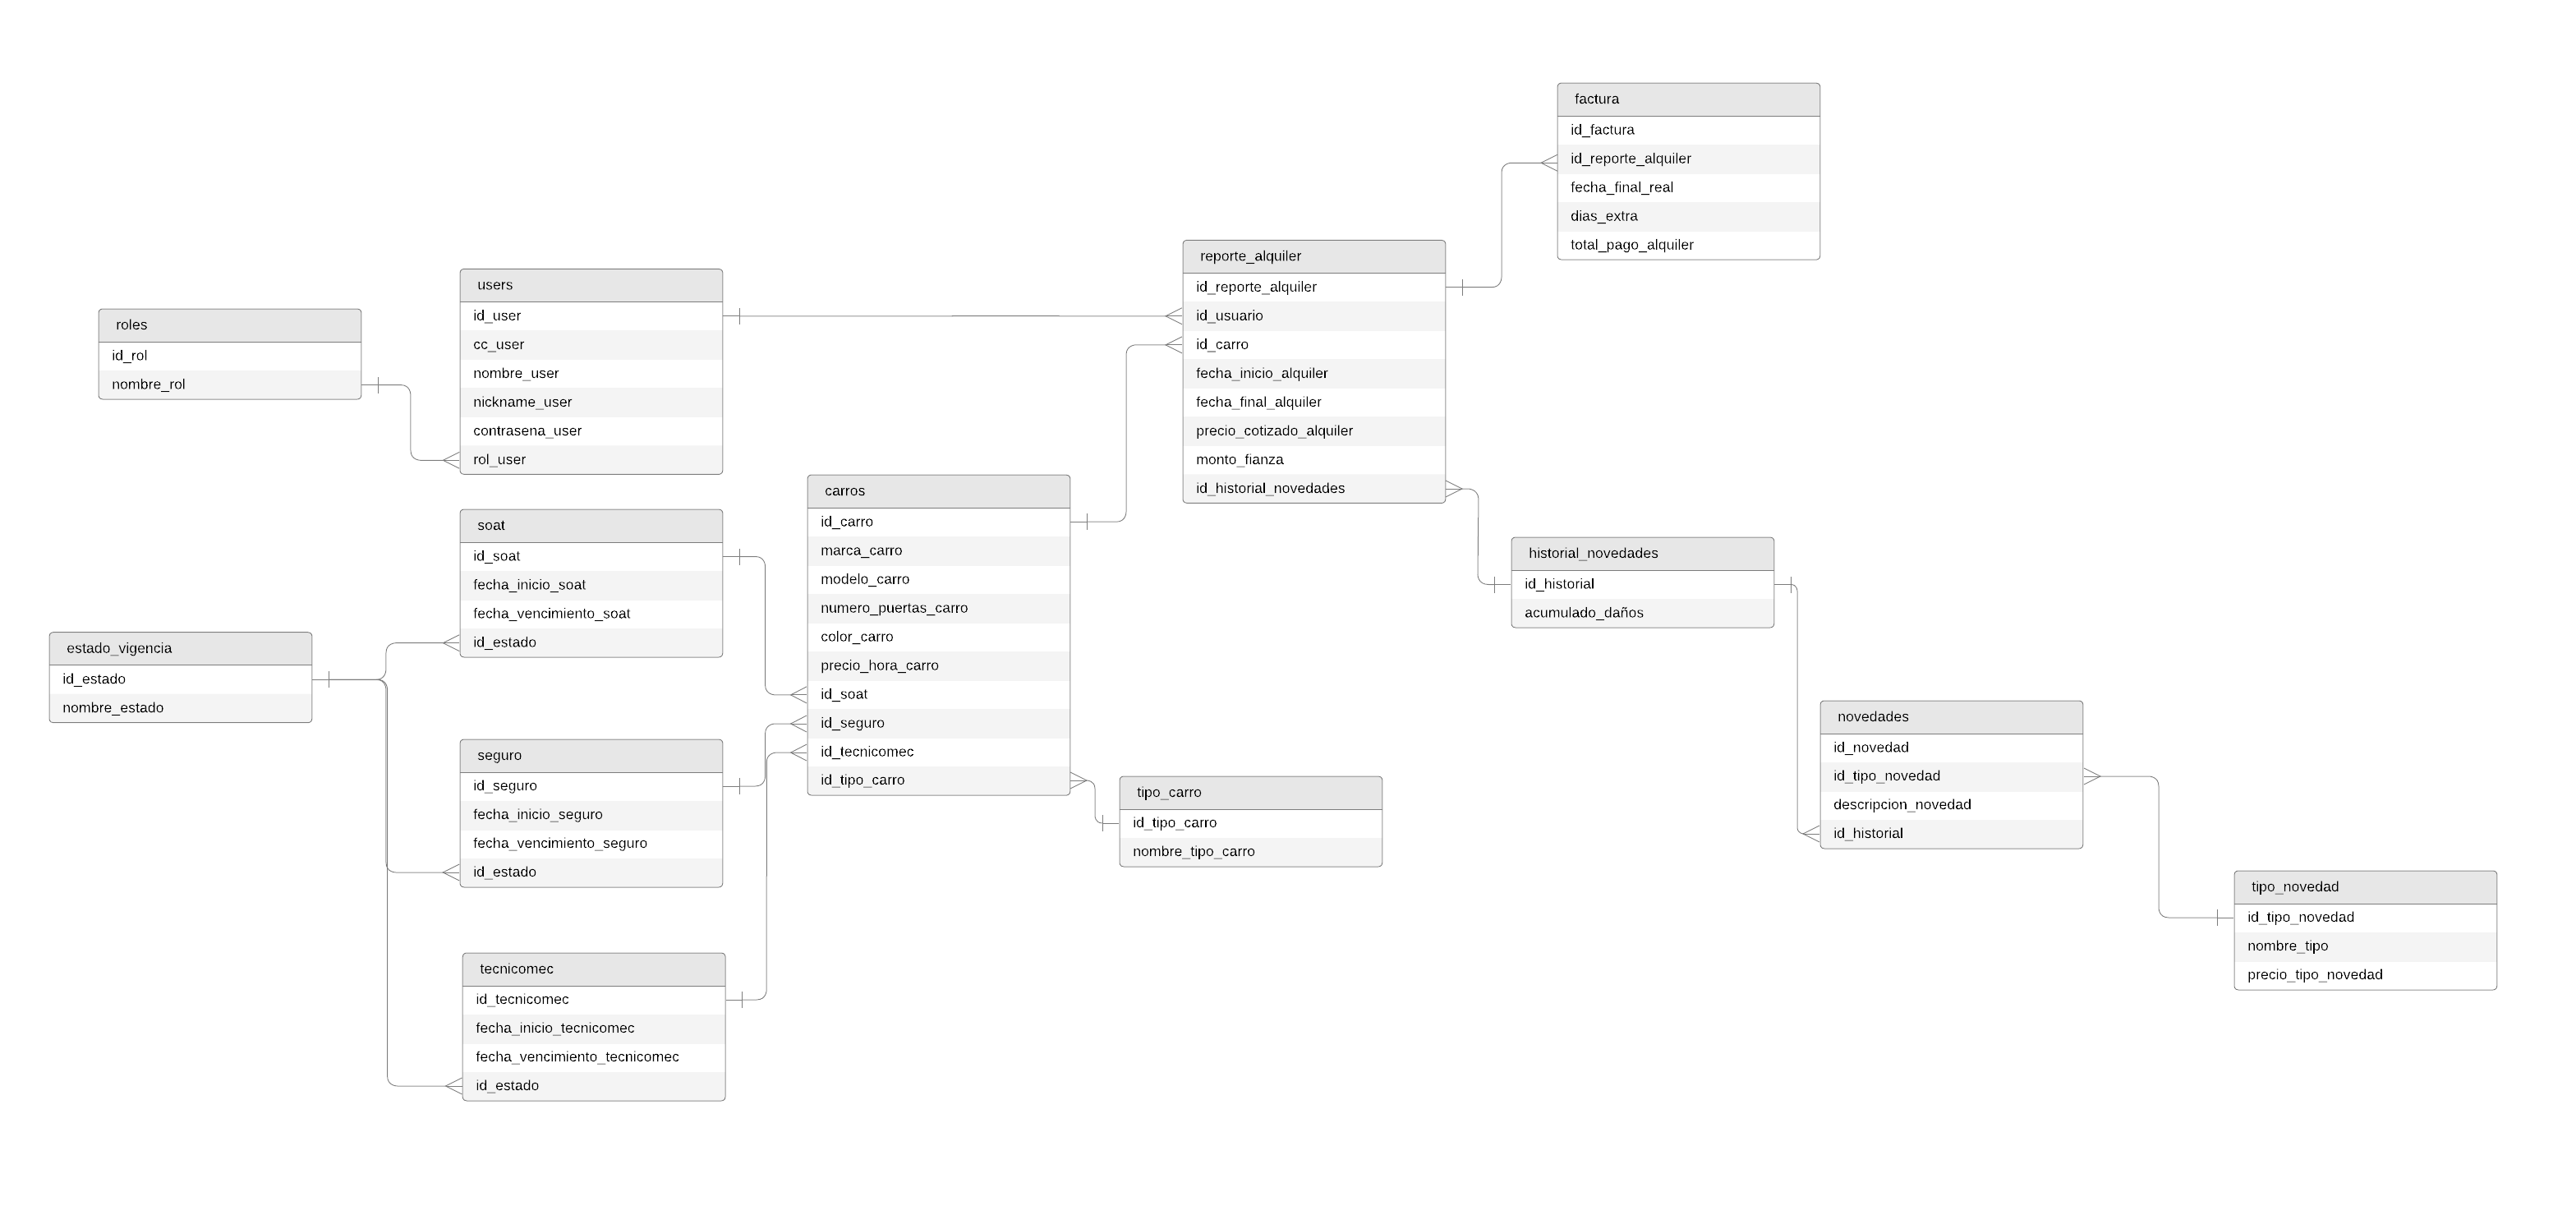 factura
id_factura
id_reporte_alquiler
fecha_final_real
dias_extra
total_pago_alquiler
reporte_alquiler
id_reporte_alquiler
id_usuario
id_carro
fecha_inicio_alquiler
fecha_final_alquiler
precio_cotizado_alquiler
monto_fianza
id_historial_novedades
users
id_user
cc_user
nombre_user
nickname_user
contrasena_user
rol_user
roles
id_rol
nombre_rol
carros
id_carro
marca_carro
modelo_carro
numero_puertas_carro
color_carro
precio_hora_carro
id_soat
id_seguro
id_tecnicomec
id_tipo_carro
soat
id_soat
fecha_inicio_soat
fecha_vencimiento_soat
id_estado
historial_novedades
id_historial
acumulado_daños
estado_vigencia
id_estado
nombre_estado
novedades
id_novedad
id_tipo_novedad
descripcion_novedad
id_historial
seguro
id_seguro
fecha_inicio_seguro
fecha_vencimiento_seguro
id_estado
tipo_carro
id_tipo_carro
nombre_tipo_carro
tipo_novedad
id_tipo_novedad
nombre_tipo
precio_tipo_novedad
tecnicomec
id_tecnicomec
fecha_inicio_tecnicomec
fecha_vencimiento_tecnicomec
id_estado